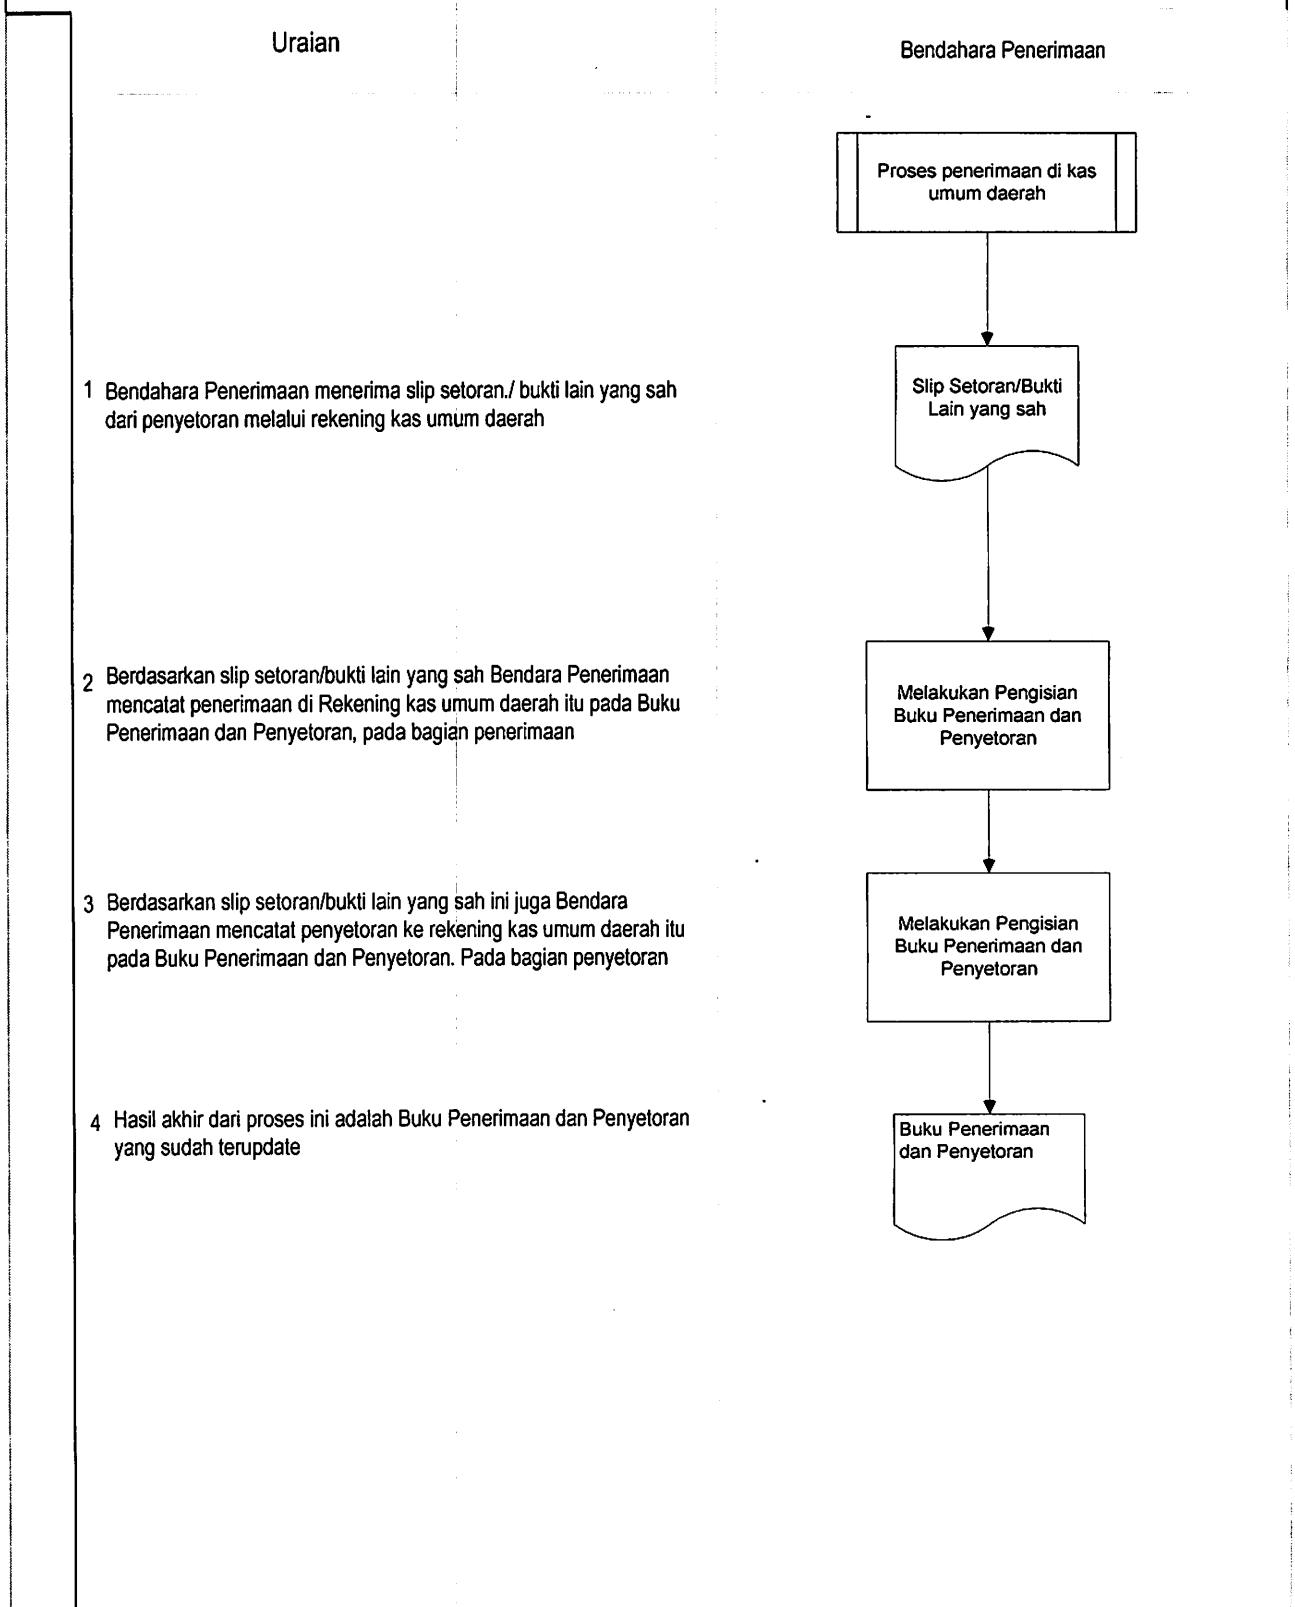 Uraian
Bendahara Penerimaan
Proses penerimaan di kas
umum daerah
1 Bendahara Penerimaan menerima slip setoran./ bukti lain yang sah
dari penyetoran melalui rekening kas umum daerah
Slip Setoran/Bukti
Lain yang sah
2 Berdasarkan slip setoran/bukti lain yang sah Bendara Penerimaan
mencatat penerimaan di Rekening kas umum daerah itu pada Buku
Penerimaan dan Penyetoran, pada bagian penerimaan
Melakukan Pengisian
Buku Penerimaan dan
Penyetoran
3 Berdasarkan slip setoran/bukti lain yang sah ini juga Bendara
Penerimaan mencatat penyetoran ke rekening kas umum daerah itu
pada Buku Penerimaan dan Penyetoran. Pada bagian penyetoran
Melakukan Pengisian
Buku Penerimaan dan
Penyetoran
4 Hasil akhir dari proses ini adalah Buku Penerimaan dan Penyetoran
yang sudah terupdate
Buku Penerimaan
dan Penyetoran